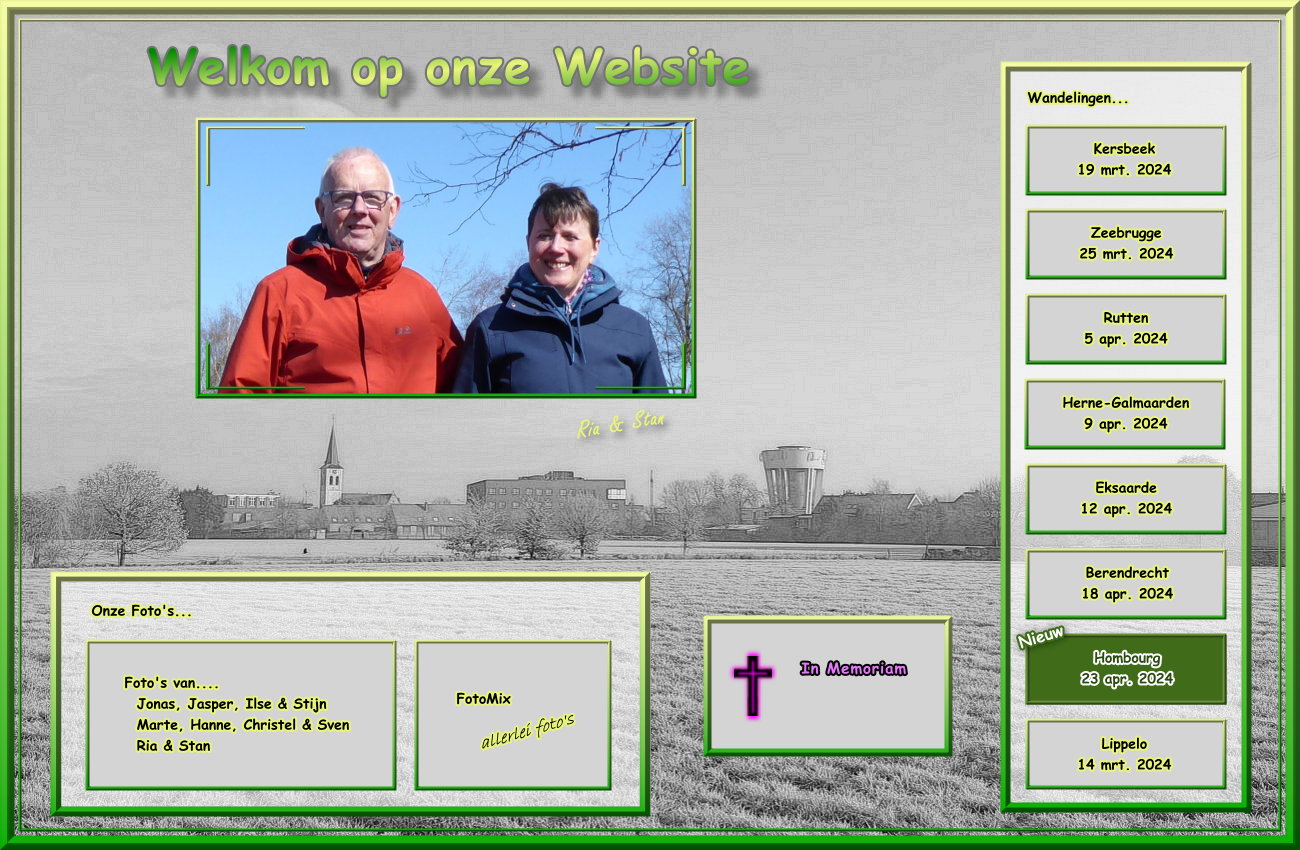 Welkom op onze Website
Ria & Stan
Onze Foto's...
Foto's van....
Jonas, Jasper, Ilse & Stijn
Marte, Hanne, Christel & Sven
Ria & Stan
FotoMix
allerlei foto's
In Memoriam
Wandelingen...
Kersbeek
19 mrt. 2024
Zeebrugge
25 mrt. 2024
Rutten
5 apr. 2024
Herne-Galmaarden
9 apr. 2024
Eksaarde
12 apr. 2024
Berendrecht
18 apr. 2024
Nieuw
Hombourg
23 apr. 2024
Lippelo
14 mrt. 2024